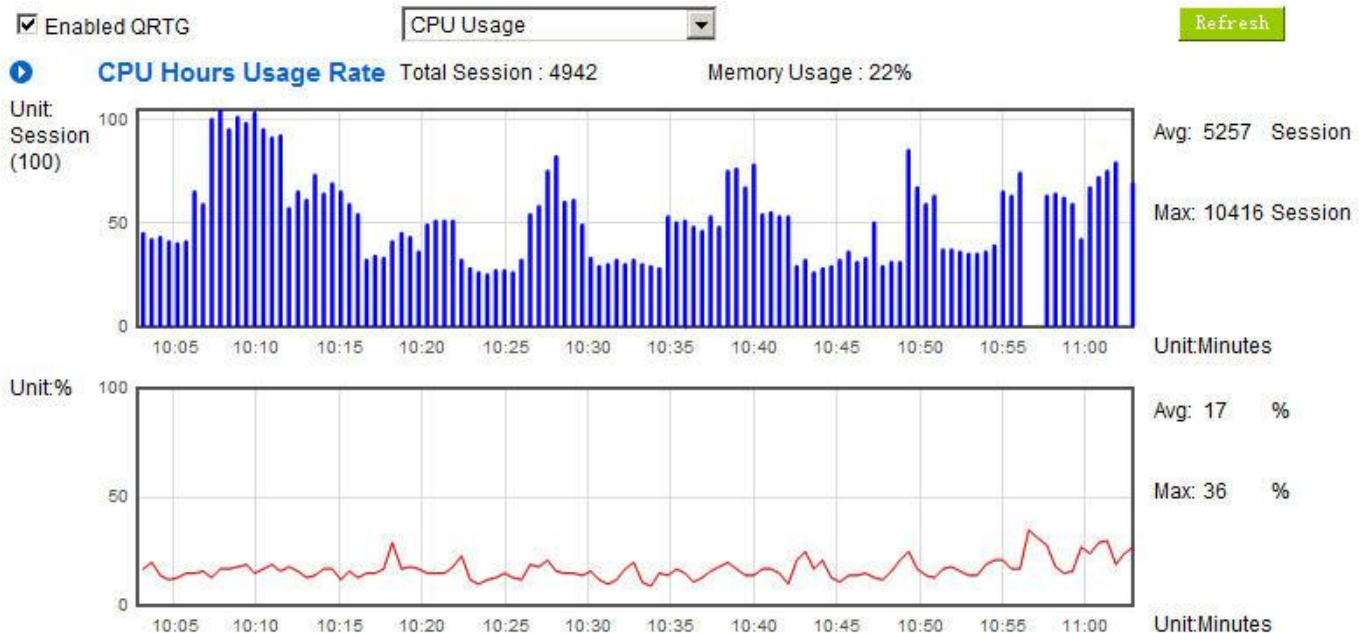 Enabled QRTG CPU Usage Refresh
CPU Hours Usage Rate Total Session : 4942 Memory Usage : 22%
Unit:
Session
(100)
100
50
0
Avg: 5257 Session
Max: 10416 Session
10:05 10:10 10:15 10:20 10:25 10:30 10:35 10:40 10:45 10:50 10:55 11:00 Unit:Minutes
Unit:%
100
50
0
Avg: 17 %
Max: 36 %
10:05 10:10 10:15 10:20 10:25 10:30 10:35 10:40 10:45 10:50 10:55 11:00 Unit:Minutes